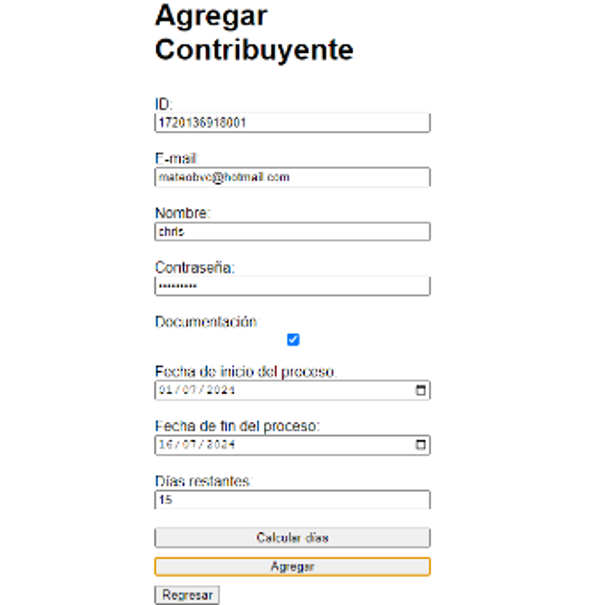 Agregar
Contribuyente
ID:
1720136918001
E-mail:
mateobvc@hotmail.com
Nombre:
chris
Contraseña:
•••••••••
Documentación
Fecha de inicio del proceso:
01/07/2024
Fecha de fin del proceso:
16/07/2024
Días restantes
15
Calcular días
Agregar
Regresar